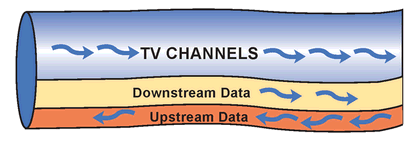 TV CHANNELS
Downstream Data
Upstream Data